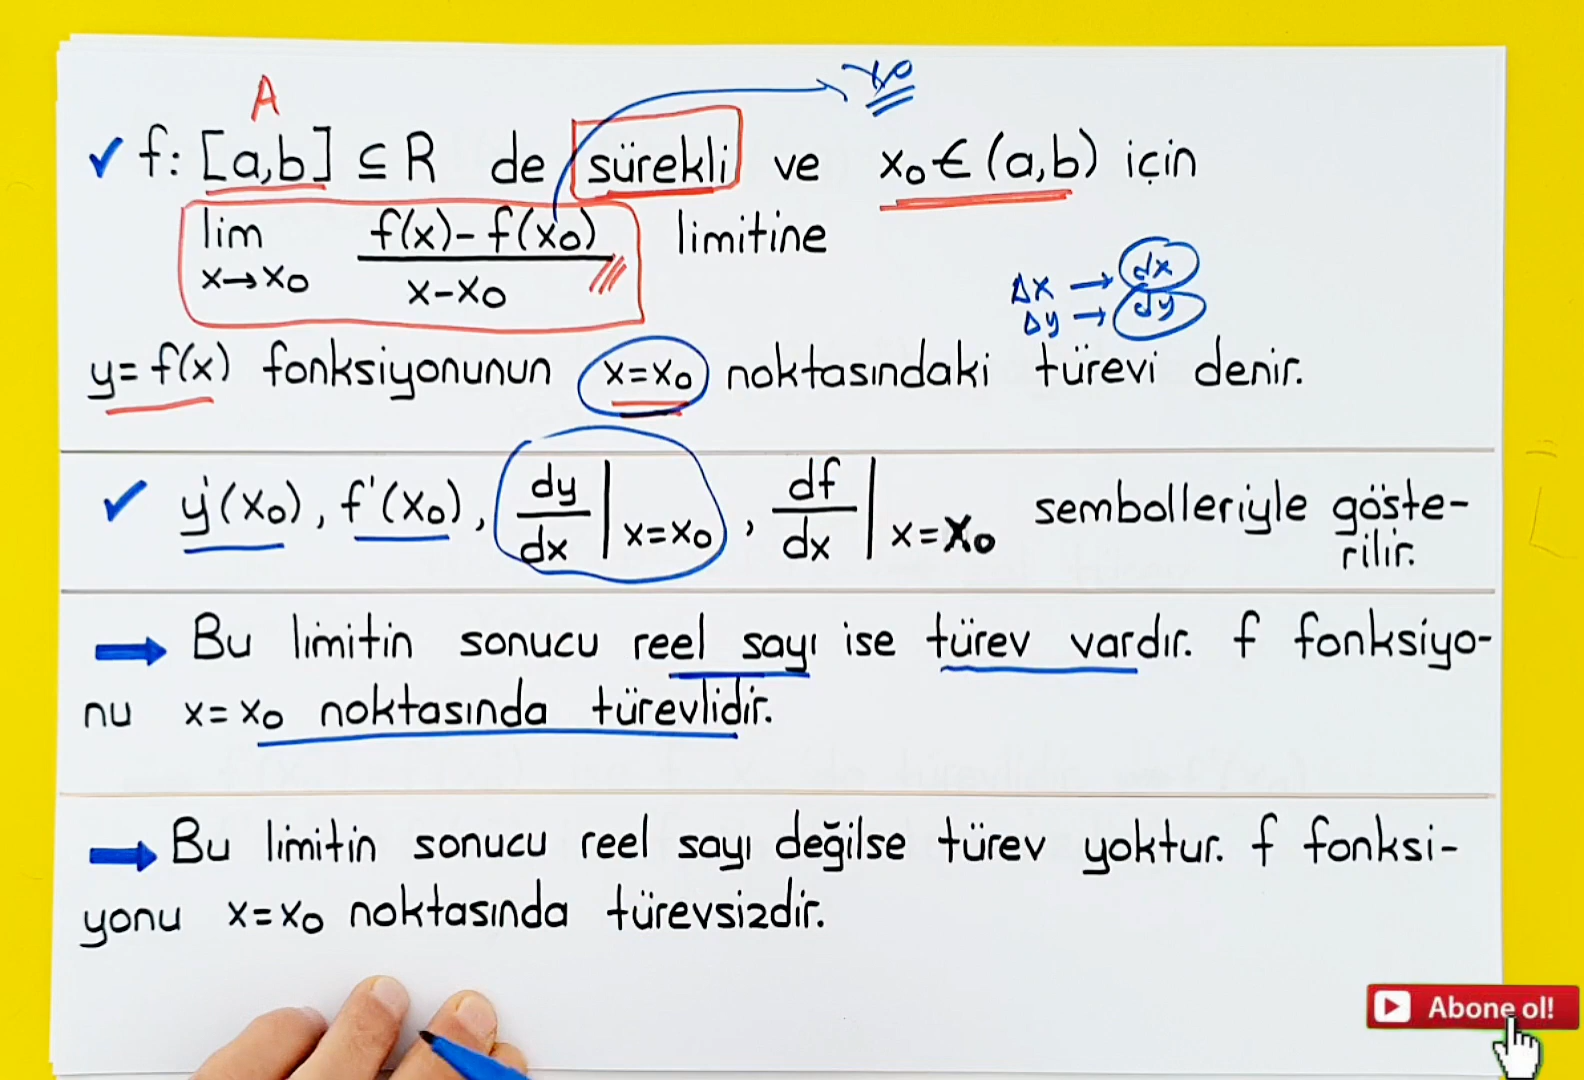 A
x0
✓ f: [a,b] ⊆ R de sürekli ve x₀ ∈ (a,b) için
lim x→x₀ f(x)-f(x₀) / x-x₀ limitine
Δx → dx
Δy → dy
y=f(x) fonksiyonunun x=x₀ noktasındaki türevi denir.
✓ y'(x₀), f'(x₀), dy/dx | x=x₀, df/dx | x=x₀ sembolleriyle göste-
rilir.
➡ Bu limitin sonucu reel sayı ise türev vardır. f fonksiyo-
nu x=x₀ noktasında türevlidir.
➡ Bu limitin sonucu reel sayı değilse türev yoktur. f fonksi-
yonu x=x₀ noktasında türevsizdir.
Abone ol!